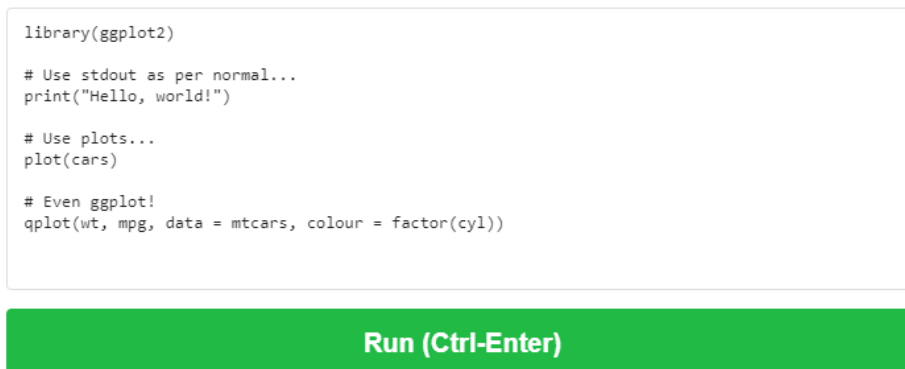 library(ggplot2)
# Use stdout as per normal...
print("Hello, world!")
# Use plots...
plot(cars)
# Even ggplot!
qplot(wt, mpg, data = mtcars, colour = factor(cyl))
Run (Ctrl-Enter)